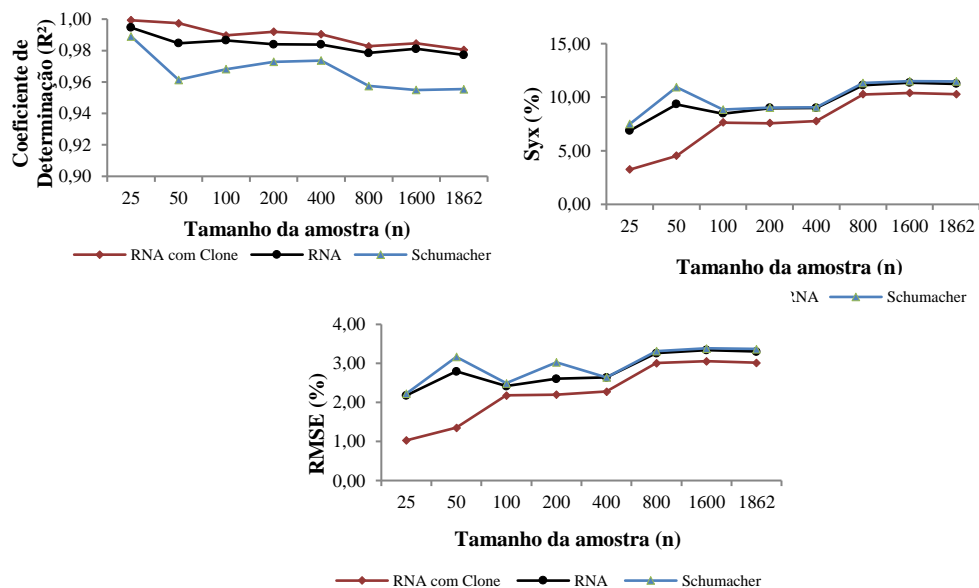 Coeficiente de
Determinação (R²)
1,00
0,98
0,96
0,94
0,92
0,90
25 50 100 200 400 800 1600 1862
Tamanho da amostra (n)
RNA com Clone RNA Schumacher
Syx (%)
15,00
10,00
5,00
0,00
25 50 100 200 400 800 1600 1862
Tamanho da amostra (n)
Schumacher
RMSE (%)
4,00
3,00
2,00
1,00
0,00
25 50 100 200 400 800 1600 1862
Tamanho da amostra (n)
RNA com Clone RNA Schumacher